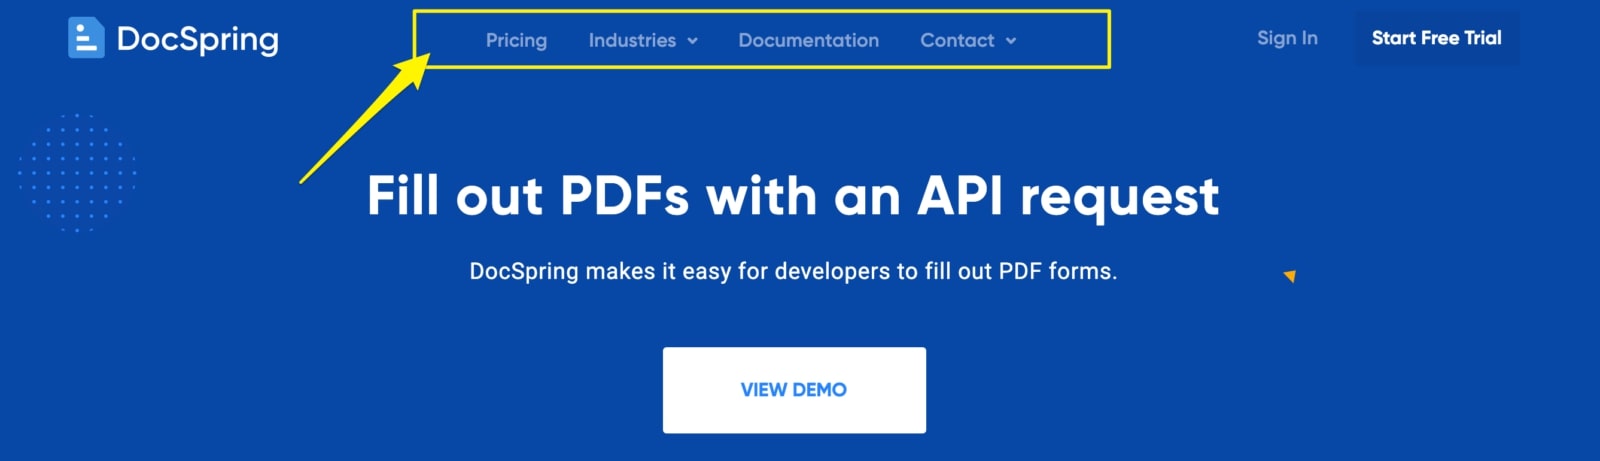 DocSpring Pricing Industries Documentation Contact Sign In Start Free Trial
Fill out PDFs with an API request
DocSpring makes it easy for developers to fill out PDF forms.
VIEW DEMO